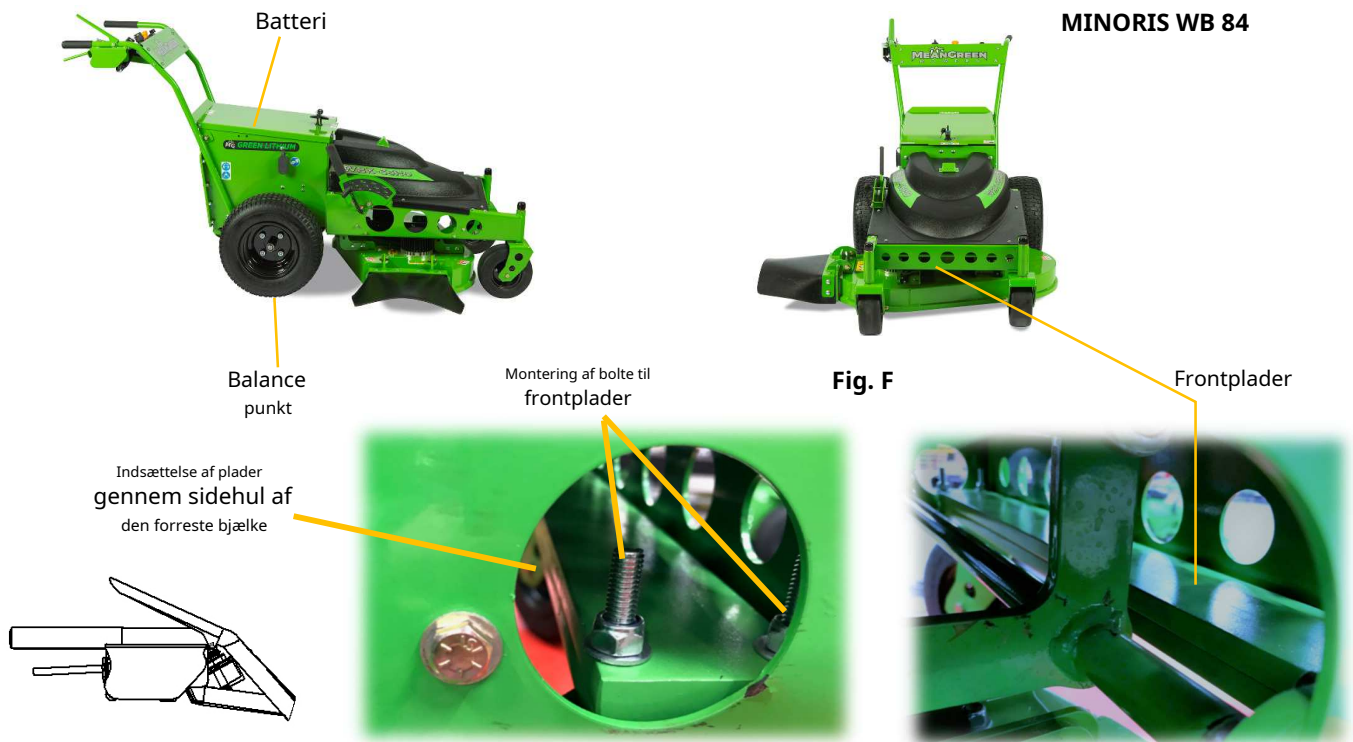 Batteri
MINORIS WB 84
MEANGREEN
GREEN LITHIUM
Balance
punkt
Montering af bolte til
frontplader
Fig. F
Frontplader
Indsættelse af plader
gennem sidehul af
den forreste bjælke